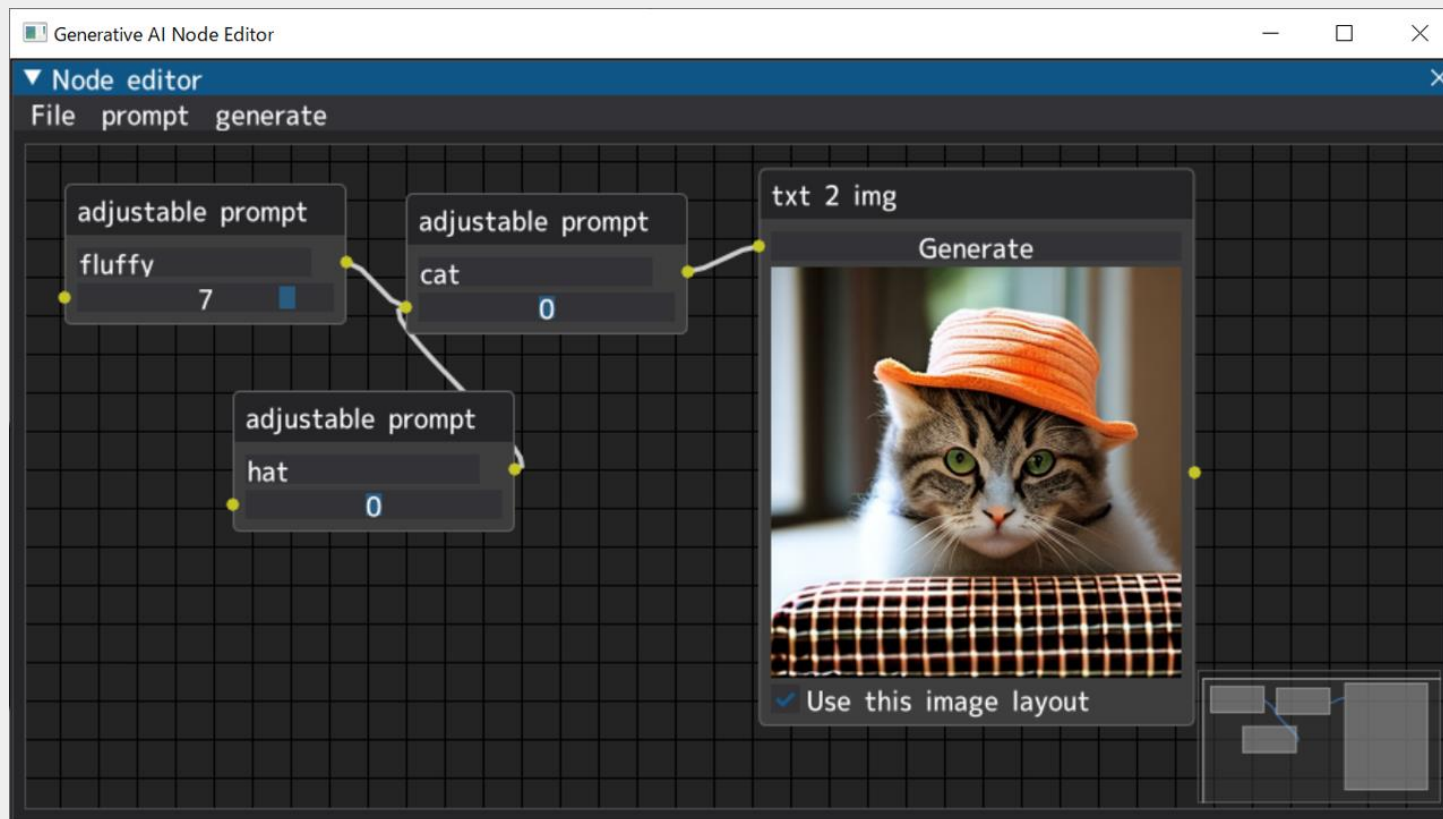 Generative AI Node Editor
Node editor
File prompt generate
adjustable prompt
fluffy
7
adjustable prompt
cat
0
adjustable prompt
hat
0
txt 2 img
Generate
Use this image layout